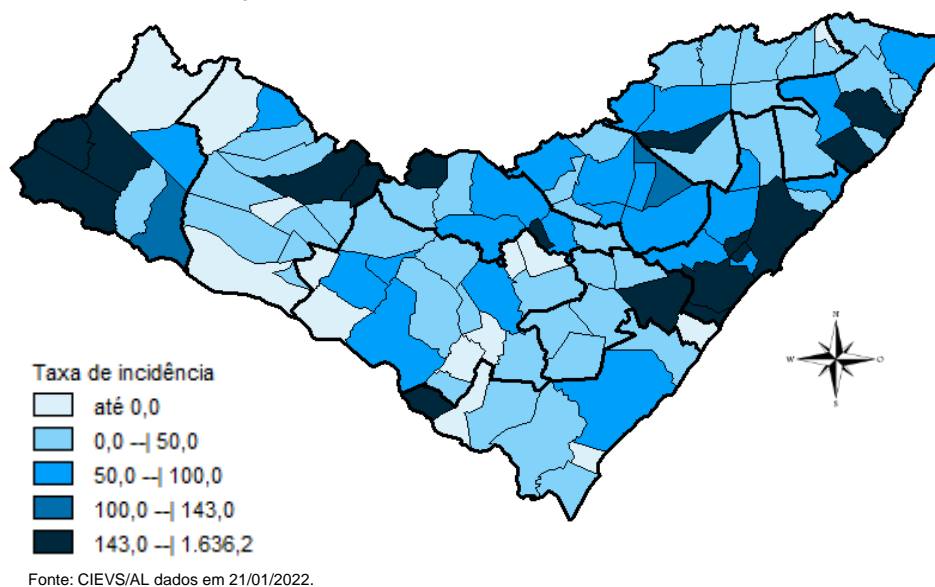 N
W
O
S
Taxa de incidência
até 0,0
0,0 --| 50,0
50,0 --| 100,0
100,0 --| 143,0
143,0 --| 1.636,2
Fonte: CIEVS/AL dados em 21/01/2022.